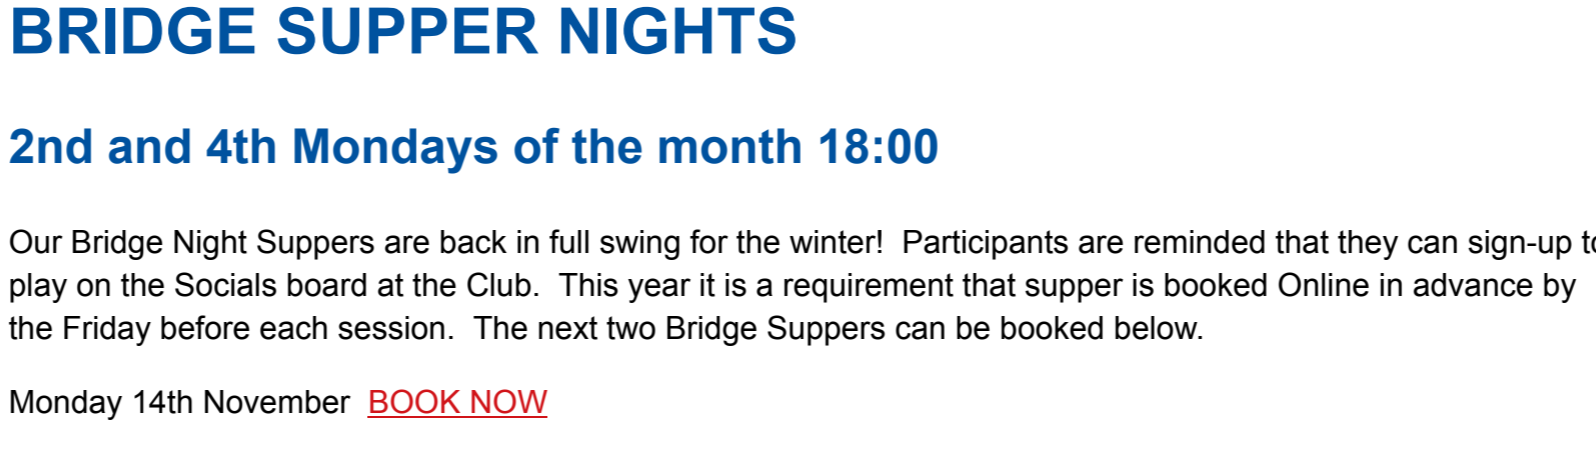 BRIDGE SUPPER NIGHTS
2nd and 4th Mondays of the month 18:00
Our Bridge Night Suppers are back in full swing for the winter!  Participants are reminded that they can sign-up to
play on the Socials board at the Club.  This year it is a requirement that supper is booked Online in advance by
the Friday before each session.  The next two Bridge Suppers can be booked below.
Monday 14th November  BOOK NOW